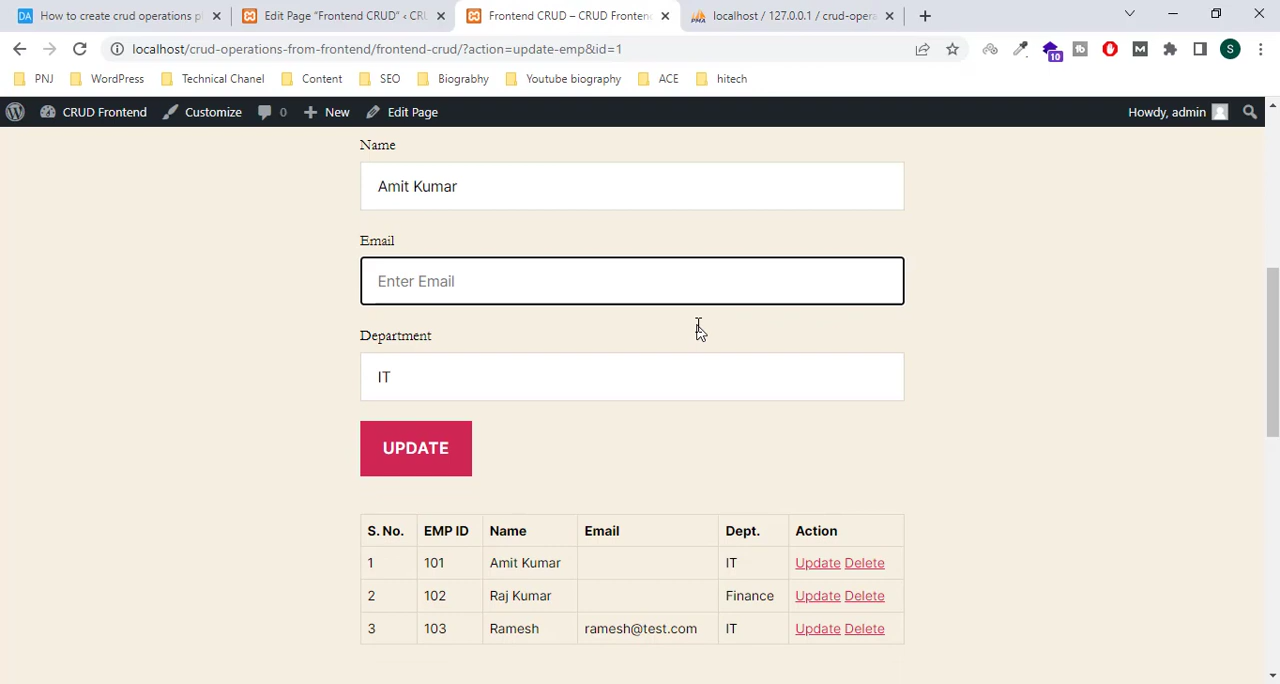 How to create crud operations pl
Edit Page "Frontend CRUD" ‹ CRU
Frontend CRUD – CRUD Fronten
localhost / 127.0.0.1 / crud-opera
localhost/crud-operations-from-frontend/frontend-crud/?action=update-emp&id=1
10
S
PNJ
WordPress
Technical Chanel
Content
SEO
Biograbhy
Youtube biography
ACE
hitech
CRUD Frontend
Customize
0
New
Edit Page
Howdy, admin
Name
Amit Kumar
Email
Enter Email
Department
IT
UPDATE
S. No. EMP ID Name Email Dept. Action
1 101 Amit Kumar IT Update Delete
2 102 Raj Kumar Finance Update Delete
3 103 Ramesh ramesh@test.com IT Update Delete